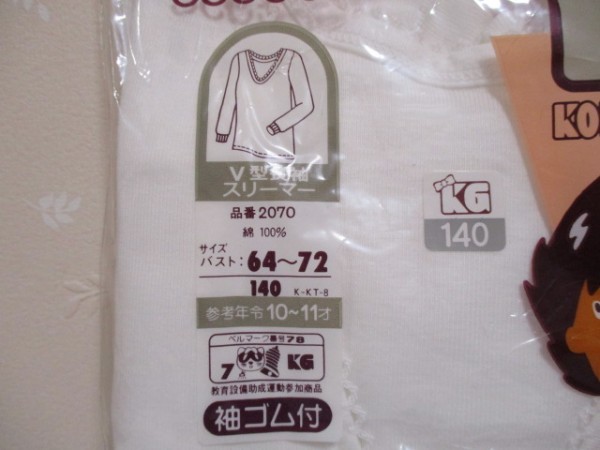 V型長袖
スリーマー
品番2070
綿 100%
サイズ
バスト: 64~72
140 K-KT-8
参考年令10~11才
ベルマーク番号78
7点 KG
教育設備助成運動参加商品
袖ゴム付
KG
140
KO